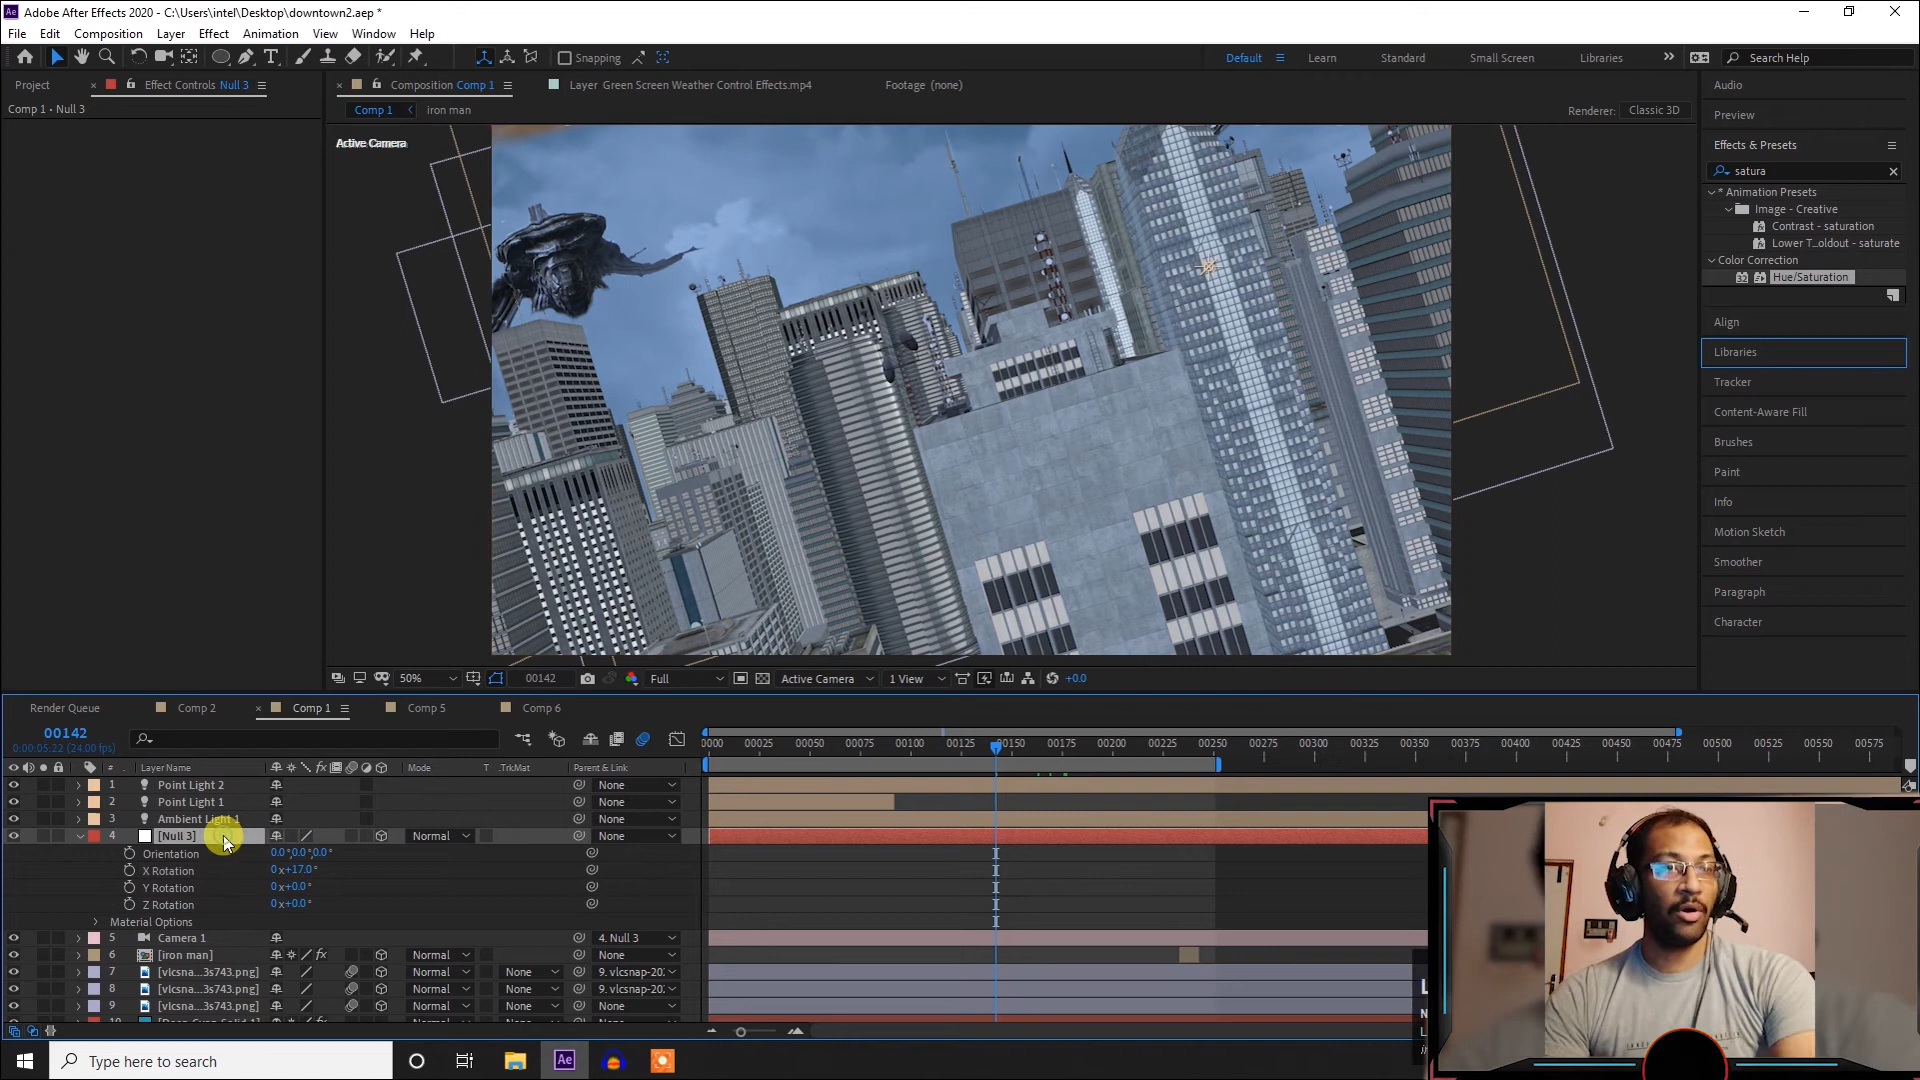 Adobe After Effects 2020 - C:\Users\intel\Desktop\downtown2.aep *
File Edit Composition Layer Effect Animation View Window Help
Snapping
Default Learn Standard Small Screen Libraries Search Help
Project Effect Controls Null 3
Composition Comp 1 Layer Green Screen Weather Control Effects.mp4 Footage (none)
Audio
Comp 1 • Null 3
Comp 1 iron man
Renderer: Classic 3D
Preview
Active Camera
Effects & Presets
satura
* Animation Presets
Image - Creative
Contrast - saturation
Lower T...oldout - saturate
Color Correction
Hue/Saturation
Align
Libraries
Tracker
Content-Aware Fill
Brushes
Paint
Info
Motion Sketch
Smoother
Paragraph
Character
50% 00142 Full Active Camera 1 View +0.0
Render Queue Comp 2 Comp 1 Comp 5 Comp 6
00142
0:00:05:22 (24.00 fps)
0000 00025 00050 00075 00100 00125 00150 00175 00200 00225 00250 00275 00300 00325 00350 00375 00400 00425 00450 00475 00500 00525 00550 00575
# Layer Name fx Mode T .TrkMat Parent & Link
1 Point Light 2 None
2 Point Light 1 None
3 Ambient Light 1 None
4 [Null 3] Normal None
Orientation 0.0°,0.0°,0.0°
X Rotation 0x+17.0°
Y Rotation 0x+0.0°
Z Rotation 0x+0.0°
Material Options
5 Camera 1 4. Null 3
6 [iron man] fx Normal None
7 [vlcsna...3s743.png] Normal None 9. vlcsnap-20
8 [vlcsna...3s743.png] Normal None 9. vlcsnap-20
9 [vlcsna...3s743.png] Normal None None
Ae Type here to search